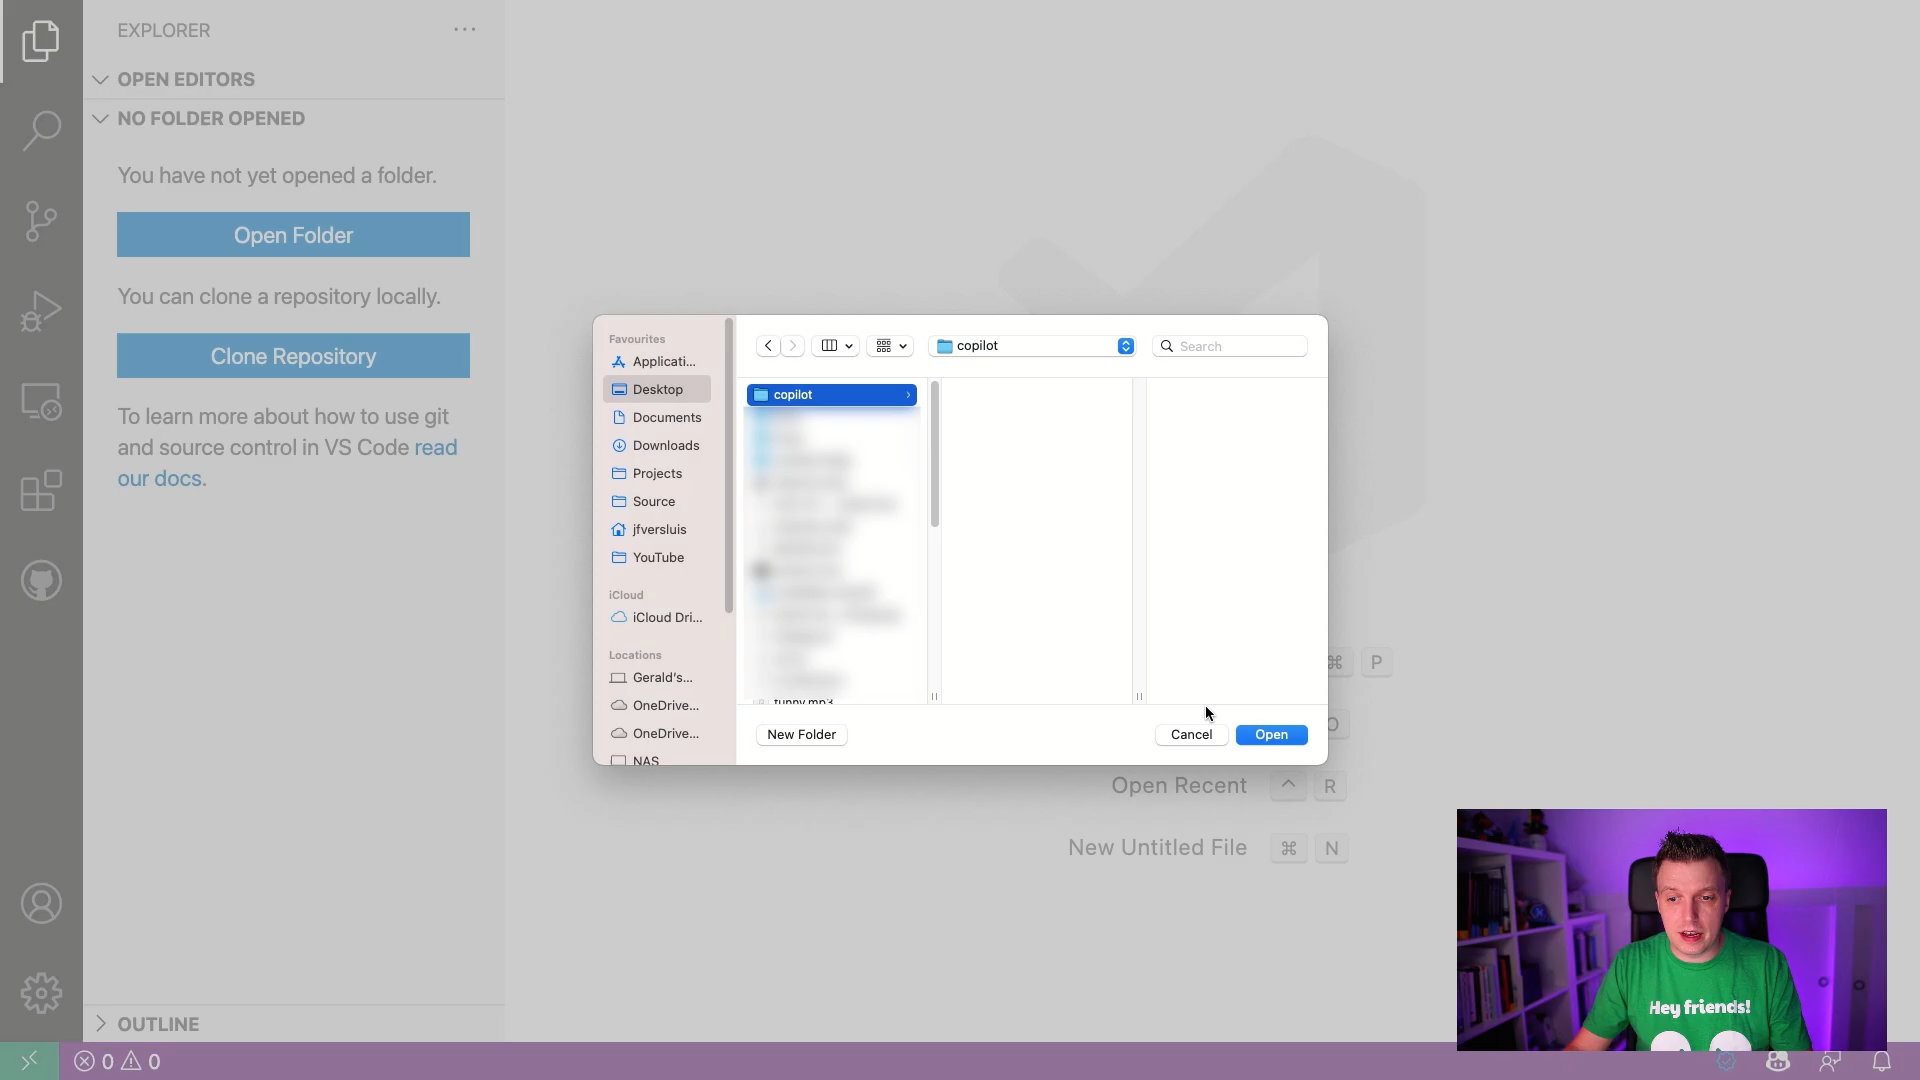 EXPLORER
OPEN EDITORS
NO FOLDER OPENED
You have not yet opened a folder.
Open Folder
You can clone a repository locally.
Clone Repository
To learn more about how to use git
and source control in VS Code read
our docs.
OUTLINE
0 0
Favourites
Applicati...
Desktop
Documents
Downloads
Projects
Source
jfversluis
YouTube
iCloud
iCloud Dri...
Locations
Gerald's...
OneDrive...
OneDrive...
NAS
copilot
Search
copilot
funny.mp3
New Folder
Cancel
Open
⌘ P
O
Open Recent ^ R
New Untitled File ⌘ N
Hey friends!